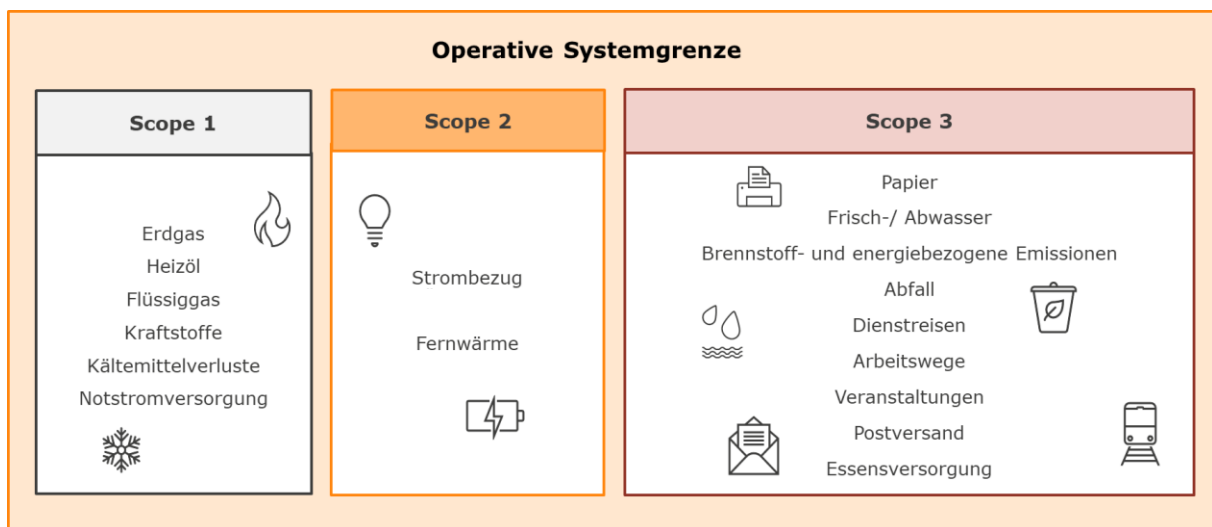 Operative Systemgrenze
Scope 1
Erdgas
Heizöl
Flüssiggas
Kraftstoffe
Kältemittelverluste
Notstromversorgung
Scope 2
Strombezug
Fernwärme
Scope 3
Papier
Frisch-/ Abwasser
Brennstoff- und energiebezogene Emissionen
Abfall
Dienstreisen
Arbeitswege
Veranstaltungen
Postversand
Essensversorgung